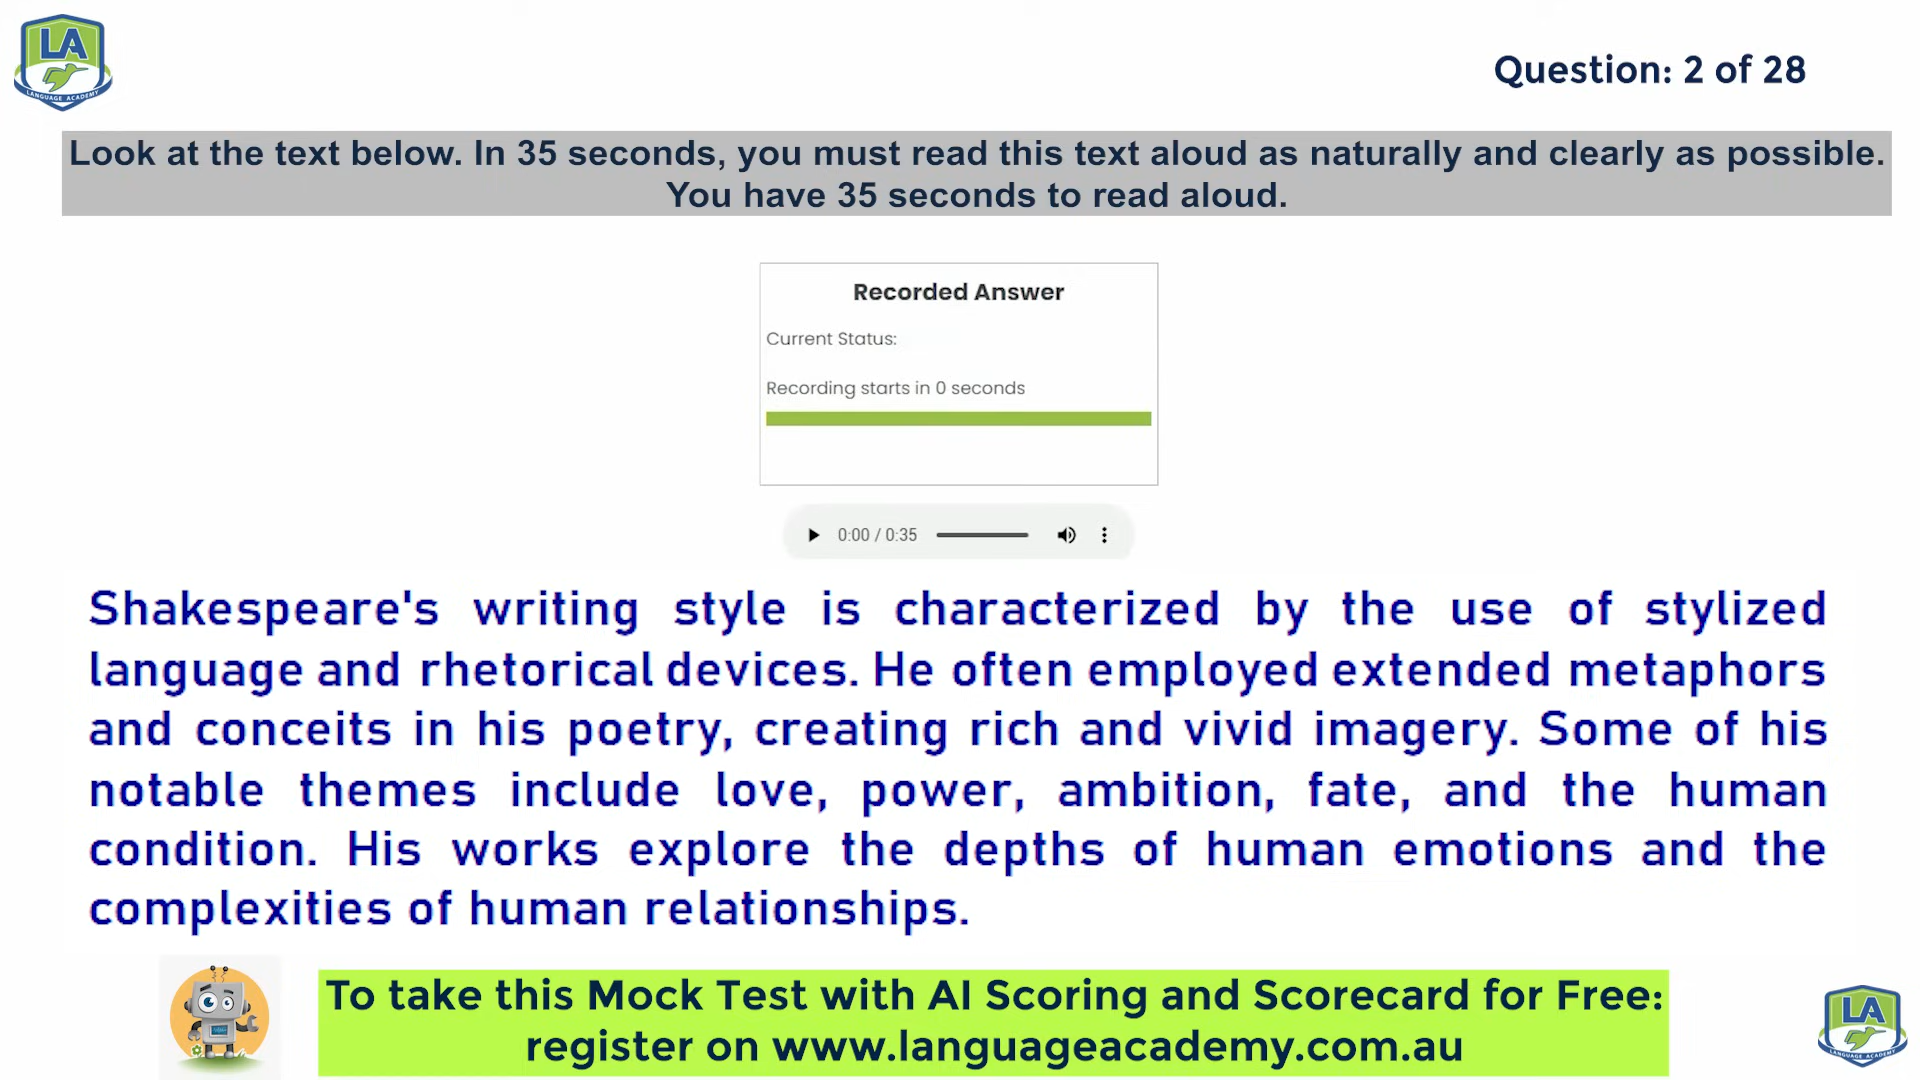 LA
LANGUAGE ACADEMY
Question: 2 of 28
Look at the text below. In 35 seconds, you must read this text aloud as naturally and clearly as possible.
You have 35 seconds to read aloud.
Recorded Answer
Current Status:
Recording starts in 0 seconds
0:00 / 0:35
Shakespeare's writing style is characterized by the use of stylized
language and rhetorical devices. He often employed extended metaphors
and conceits in his poetry, creating rich and vivid imagery. Some of his
notable themes include love, power, ambition, fate, and the human
condition. His works explore the depths of human emotions and the
complexities of human relationships.
To take this Mock Test with AI Scoring and Scorecard for Free:
register on www.languageacademy.com.au
LA
LANGUAGE ACADEMY